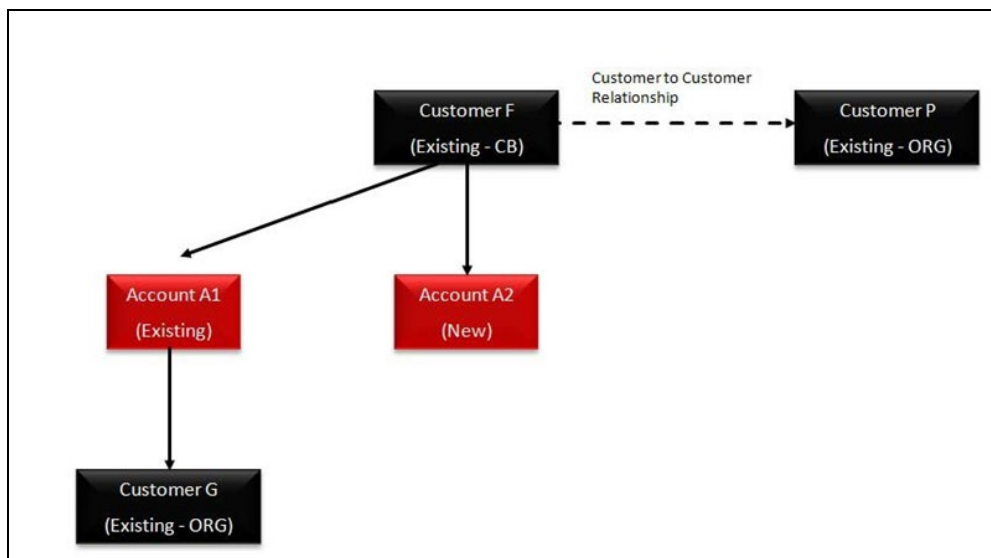 Customer to Customer
Relationship
Customer F
(Existing - CB)
Customer P
(Existing - ORG)
Account A1
(Existing)
Account A2
(New)
Customer G
(Existing - ORG)